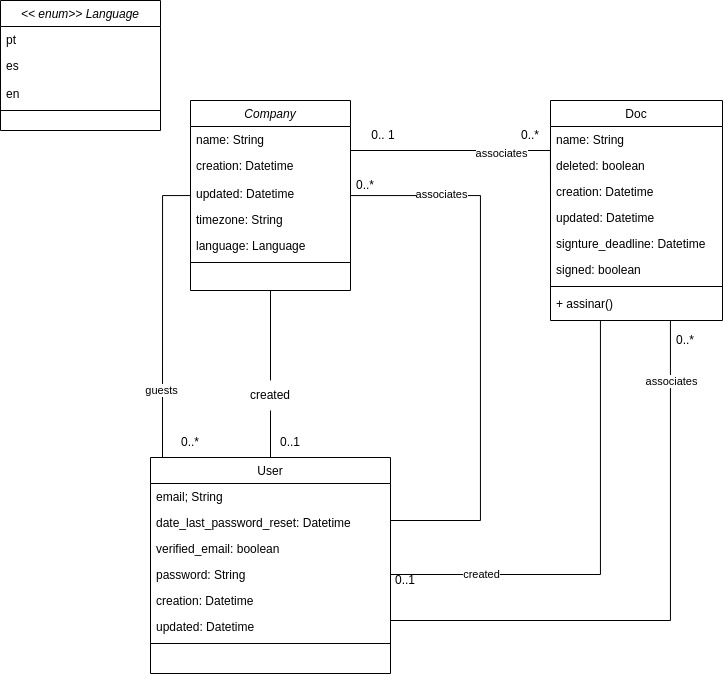 << enum>> Language
pt
es
en
Company
name: String
creation: Datetime
updated: Datetime
timezone: String
language: Language
Doc
name: String
deleted: boolean
creation: Datetime
updated: Datetime
signture_deadline: Datetime
signed: boolean
+ assinar()
0.. 1
0..*
associates
0..*
associates
0..*
associates
guests
created
0..*
0..1
User
email; String
date_last_password_reset: Datetime
verified_email: boolean
password: String
creation: Datetime
updated: Datetime
0..1
created